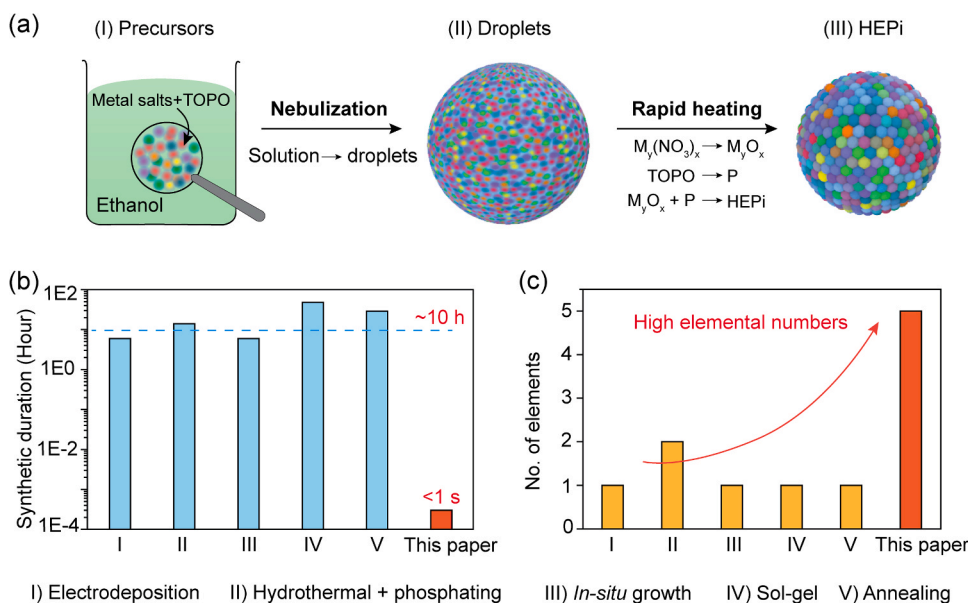 (a)
(I) Precursors
(II) Droplets
(III) HEPi
Metal salts+TOPO
Ethanol
Nebulization
Solution → droplets
Rapid heating
My(NO3)x → MyOx
TOPO → P
MyOx + P → HEPi
(b)
Synthetic duration (Hour)
1E2
1E0
1E-2
1E-4
~10 h
<1 s
I II III IV V This paper
(c)
No. of elements
5
4
3
2
1
0
High elemental numbers
I II III IV V This paper
I) Electrodeposition II) Hydrothermal + phosphating III) In-situ growth IV) Sol-gel V) Annealing